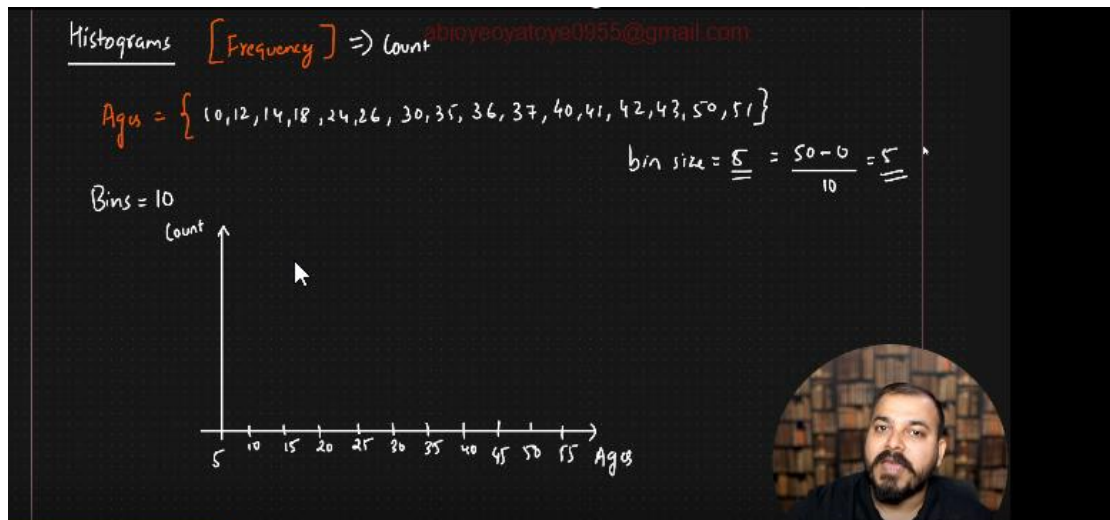 Histograms [Frequency] => Count
abioyeoyatoye0955@gmail.com
Ages = { 10, 12, 14, 18, 24, 26, 30, 35, 36, 37, 40, 41, 42, 43, 50, 51 }
bin size = 5 = 50-0 / 10 = 5
Bins = 10
Count
5 10 15 20 25 30 35 40 45 50 55 Ages